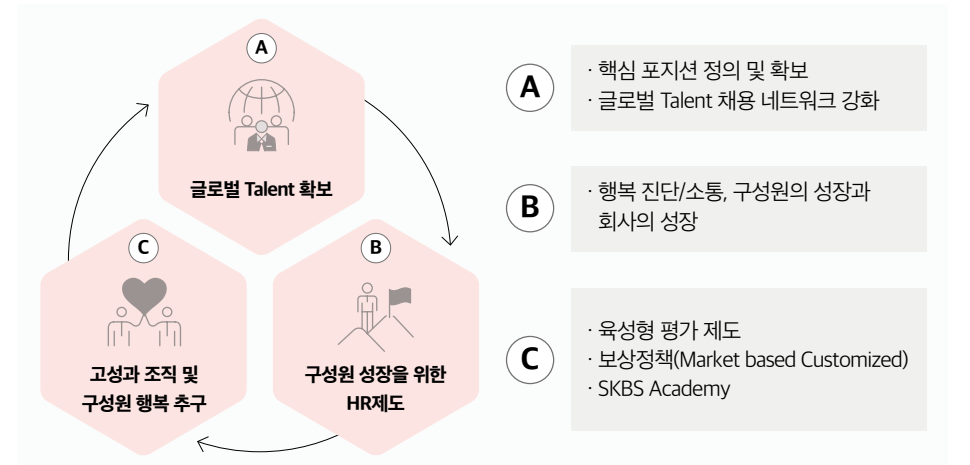 A
글로벌 Talent 확보
C
고성과 조직 및
구성원 행복 추구
B
구성원 성장을 위한
HR제도
A
· 핵심 포지션 정의 및 확보
· 글로벌 Talent 채용 네트워크 강화
B
· 행복 진단/소통, 구성원의 성장과
회사의 성장
C
· 육성형 평가 제도
· 보상정책(Market based Customized)
· SKBS Academy